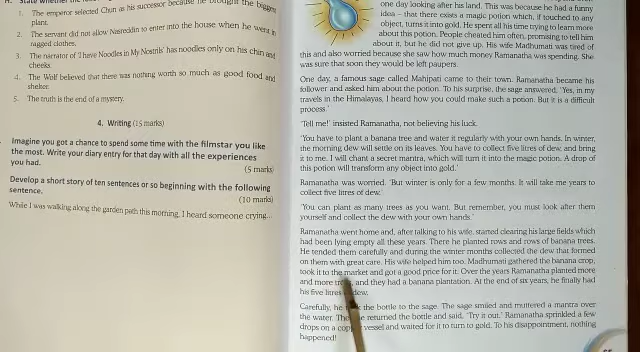 1. The emperor selected Chun as his successor because he brought the biggest
plant.
2. The servant did not allow Nasreddin to enter into the house when he went in
ragged clothes.
3. The narrator of 'I have Noodles in My Nostrils' has noodles only on his chin and
cheeks.
4. The Wolf believed that there was nothing worth so much as good food and
shelter.
5. The truth is the end of a mystery.
4. Writing (15 marks)
Imagine you got a chance to spend some time with the filmstar you like
the most. Write your diary entry for that day with all the experiences
you had.
(5 marks)
Develop a short story of ten sentences or so beginning with the following
sentence.
(10 marks)
While I was walking along the garden path this morning, I heard someone crying...
one day looking after his land. This was because he had a funny
idea – that there exists a magic potion which, if touched to any
object, turns it into gold. He spent all his time trying to learn more
about this potion. People cheated him often, promising to tell him
about it, but he did not give up. His wife Madhumati was tired of
this and also worried because she saw how much money Ramanatha was spending. She
was sure that soon they would be left paupers.
One day, a famous sage called Mahipati came to their town. Ramanatha became his
follower and asked him about the potion. To his surprise, the sage answered, 'Yes, in my
travels in the Himalayas, I heard how you could make such a potion. But it is a difficult
process.'
'Tell me!' insisted Ramanatha, not believing his luck.
'You have to plant a banana tree and water it regularly with your own hands. In winter,
the morning dew will settle on its leaves. You have to collect five litres of dew, and bring
it to me. I will chant a secret mantra, which will turn it into the magic potion. A drop of
this potion will transform any object into gold.'
Ramanatha was worried. 'But winter is only for a few months. It will take me years to
collect five litres of dew.'
'You can plant as many trees as you want. But remember, you must look after them
yourself and collect the dew with your own hands.'
Ramanatha went home and, after talking to his wife, started clearing his large fields which
had been lying empty all these years. There he planted rows and rows of banana trees.
He tended them carefully and during the winter months collected the dew that formed
on them with great care. His wife helped him too. Madhumati gathered the banana crop,
took it to the market and got a good price for it. Over the years Ramanatha planted more
and more and they had a banana plantation. At the end of six years, he finally had
his five litres dew.
Carefully, he the bottle to the sage. The sage smiled and muttered a mantra over
the water. returned the bottle and said, 'Try it out.' Ramanatha sprinkled a few
drops on a vessel and waited for it to turn to gold. To his disappointment, nothing
happened!